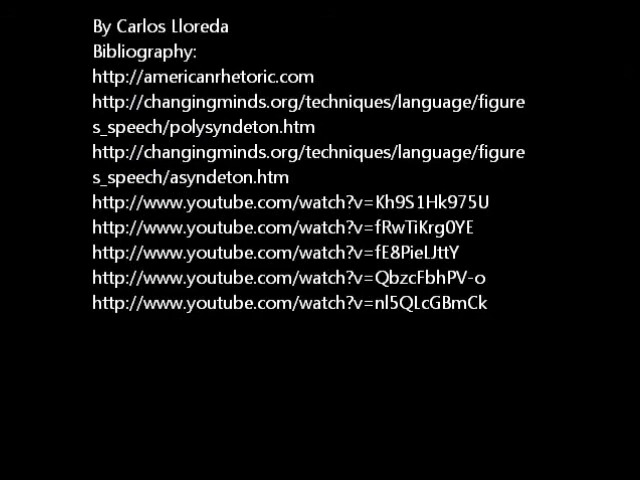 By Carlos Lloreda
Bibliography:
http://americanrhetoric.com
http://changingminds.org/techniques/language/figure
s_speech/polysyndeton.htm
http://changingminds.org/techniques/language/figure
s_speech/asyndeton.htm
http://www.youtube.com/watch?v=Kh9S1Hk975U
http://www.youtube.com/watch?v=fRwTiKrg0YE
http://www.youtube.com/watch?v=fE8PieLJttY
http://www.youtube.com/watch?v=QbzcFbhPV-o
http://www.youtube.com/watch?v=nl5QLcGBmCk